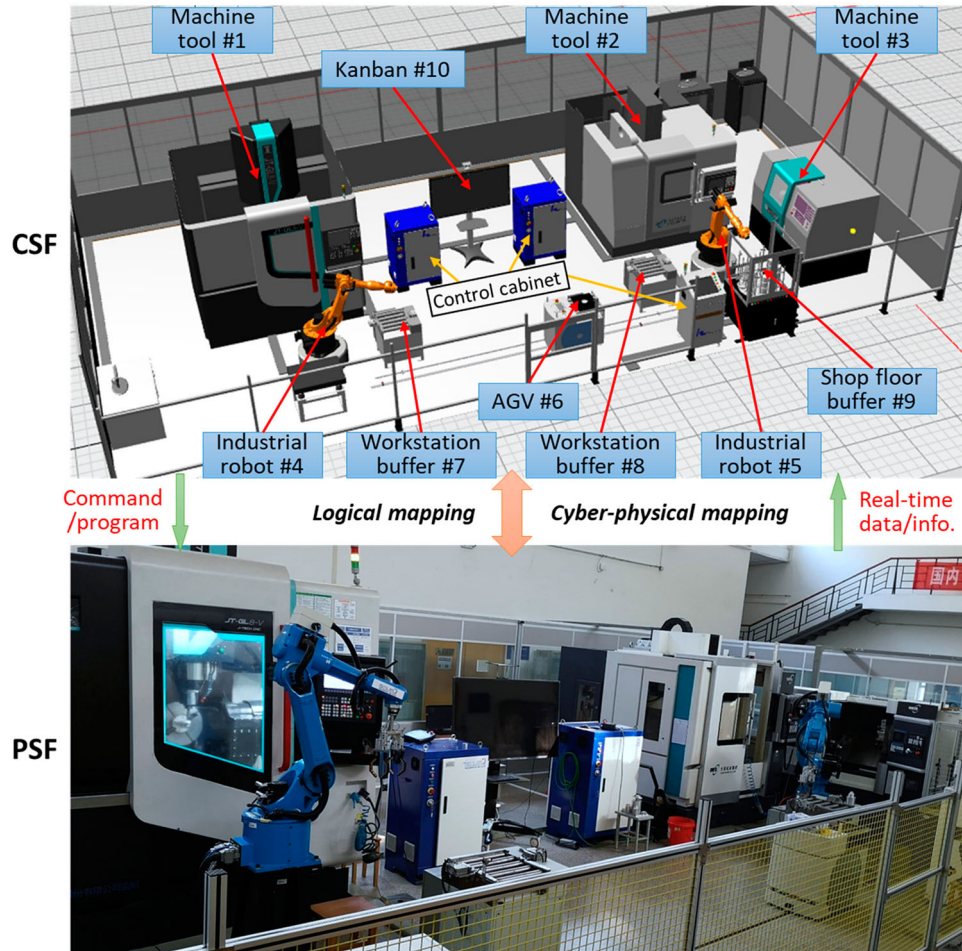 Machine
tool #1
Kanban #10
Machine
tool #2
Machine
tool #3
CSF
Control cabinet
AGV #6
Shop floor
buffer #9
Industrial
robot #4
Workstation
buffer #7
Workstation
buffer #8
Industrial
robot #5
Command
/program
Logical mapping
Cyber-physical mapping
Real-time
data/info.
PSF
JT-GL8-V
国内